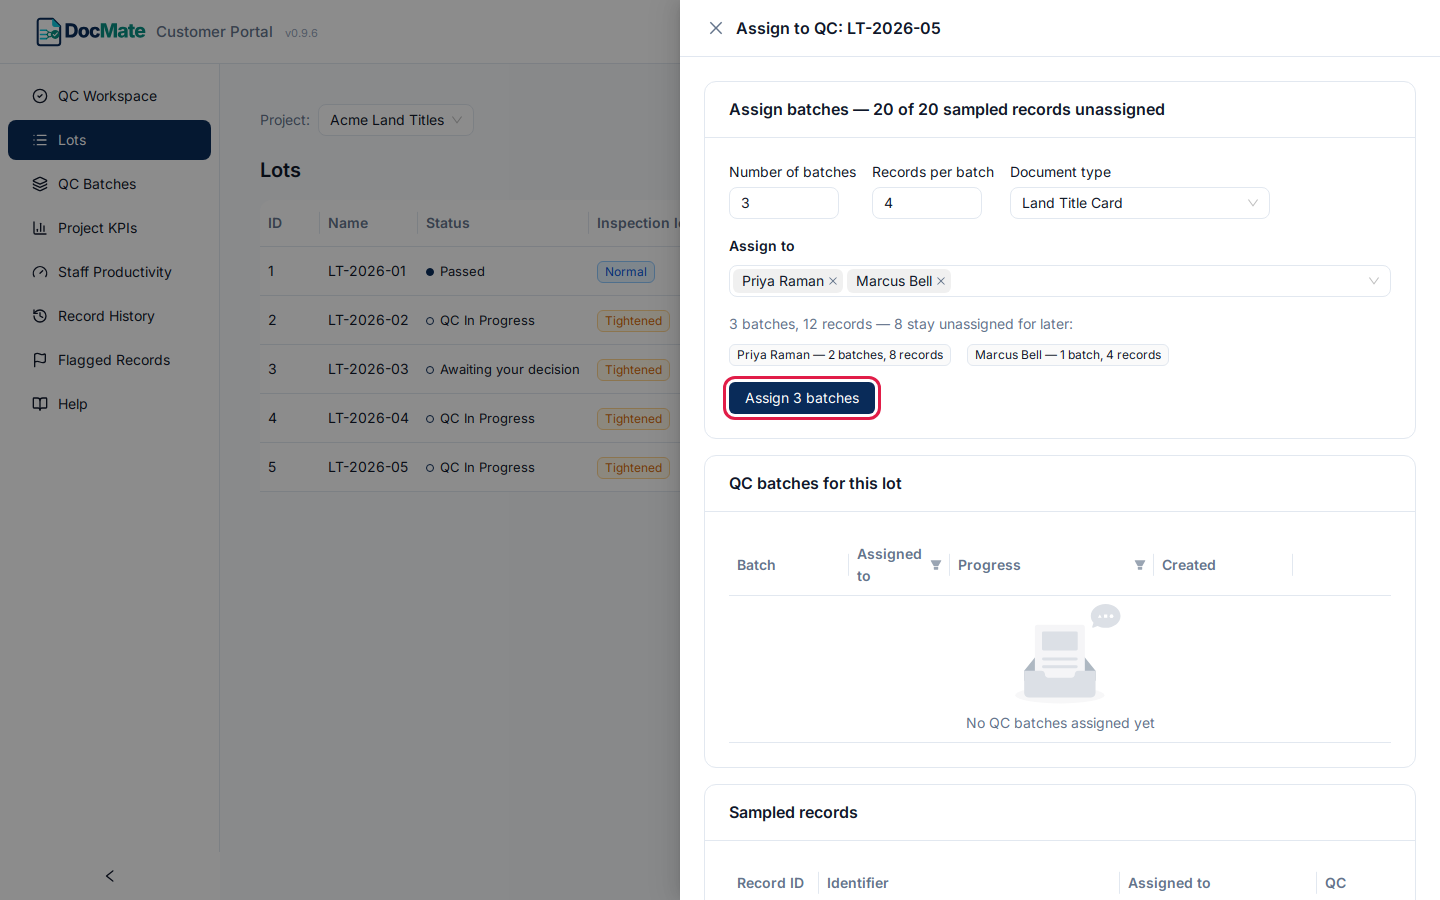 DocMate Customer Portal v0.9.6
QC Workspace
Lots
QC Batches
Project KPIs
Staff Productivity
Record History
Flagged Records
Help
Project: Acme Land Titles
Lots
ID Name Status Inspection
1 LT-2026-01 Passed Normal
2 LT-2026-02 QC In Progress Tightened
3 LT-2026-03 Awaiting your decision Tightened
4 LT-2026-04 QC In Progress Tightened
5 LT-2026-05 QC In Progress Tightened
Assign to QC: LT-2026-05
Assign batches — 20 of 20 sampled records unassigned
Number of batches Records per batch Document type
3 4 Land Title Card
Assign to
Priya Raman Marcus Bell
3 batches, 12 records — 8 stay unassigned for later:
Priya Raman — 2 batches, 8 records Marcus Bell — 1 batch, 4 records
Assign 3 batches
QC batches for this lot
Batch Assigned to Progress Created
No QC batches assigned yet
Sampled records
Record ID Identifier Assigned to QC